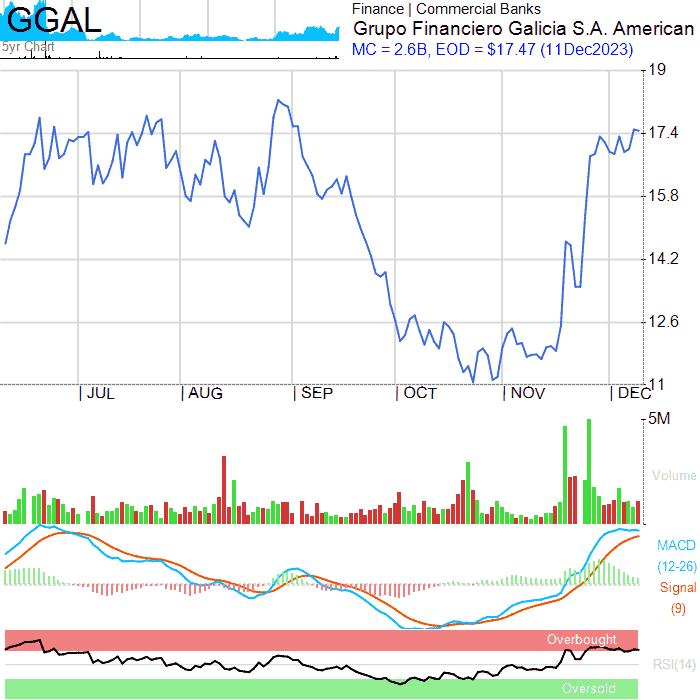 GGAL
5yr Chart
Finance | Commercial Banks
Grupo Financiero Galicia S.A. American
MC = 2.6B, EOD = $17.47 (11Dec2023)
19
17.4
15.8
14.2
12.6
11
JUL
AUG
SEP
OCT
NOV
DEC
5M
Volume
MACD
(12-26)
Signal
(9)
Overbought
RSI(14)
Oversold